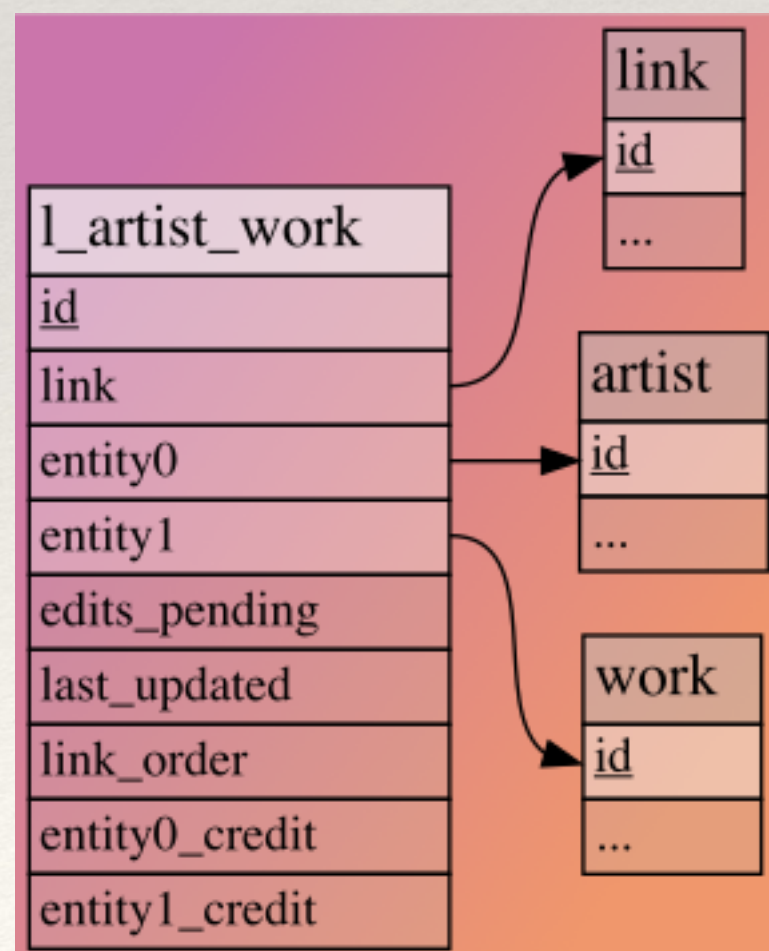 l_artist_work
id
link
entity0
entity1
edits_pending
last_updated
link_order
entity0_credit
entity1_credit
link
id
...
artist
id
...
work
id
...